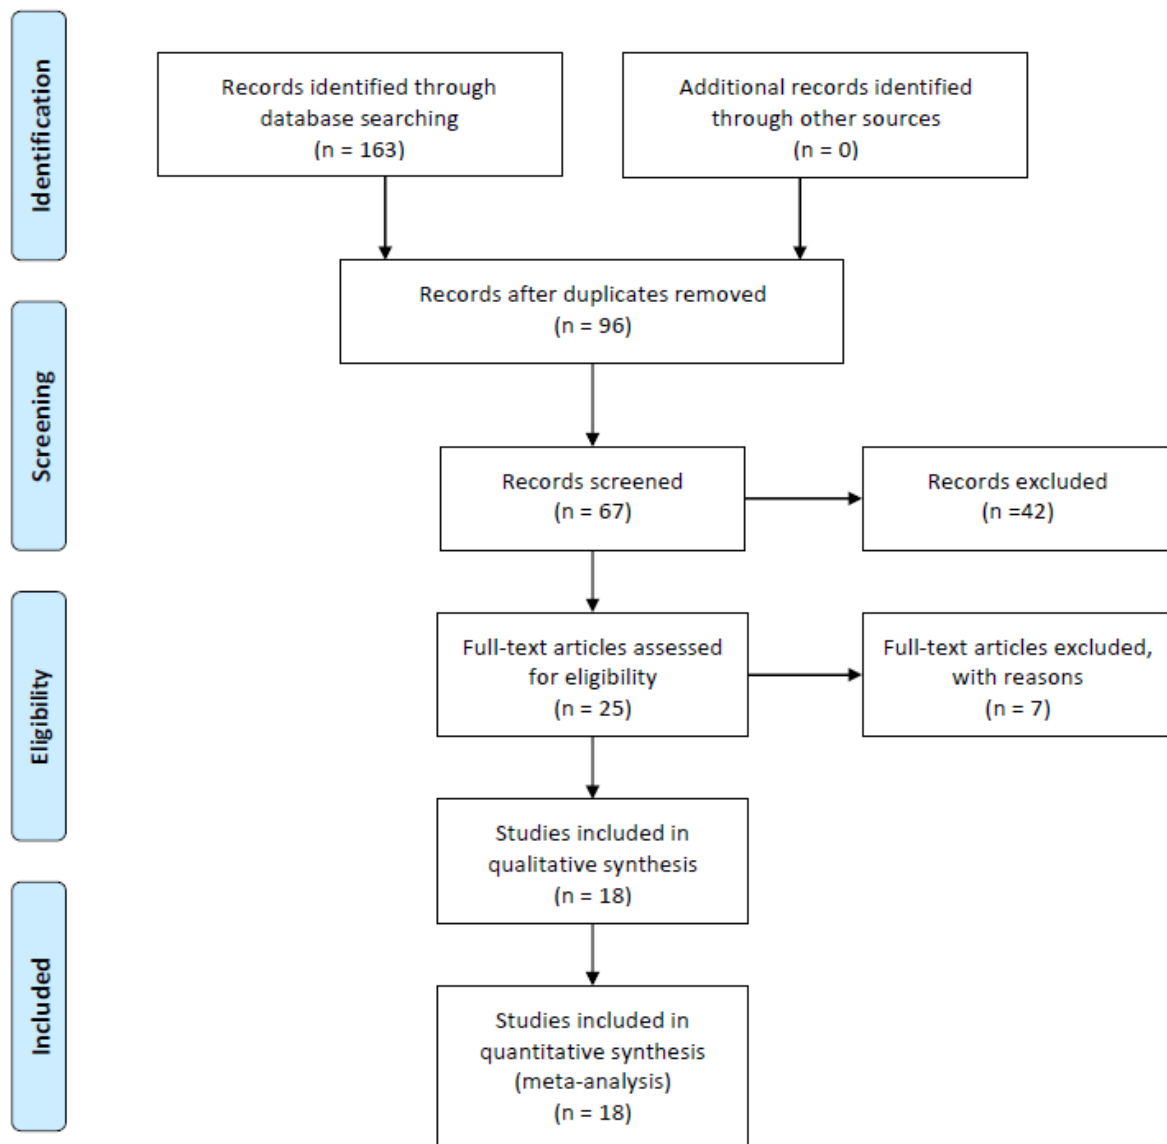 Identification
Records identified through
database searching
(n = 163)
Additional records identified
through other sources
(n = 0)
Records after duplicates removed
(n = 96)
Screening
Records screened
(n = 67)
Records excluded
(n =42)
Eligibility
Full-text articles assessed
for eligibility
(n = 25)
Full-text articles excluded,
with reasons
(n = 7)
Studies included in
qualitative synthesis
(n = 18)
Included
Studies included in
quantitative synthesis
(meta-analysis)
(n = 18)